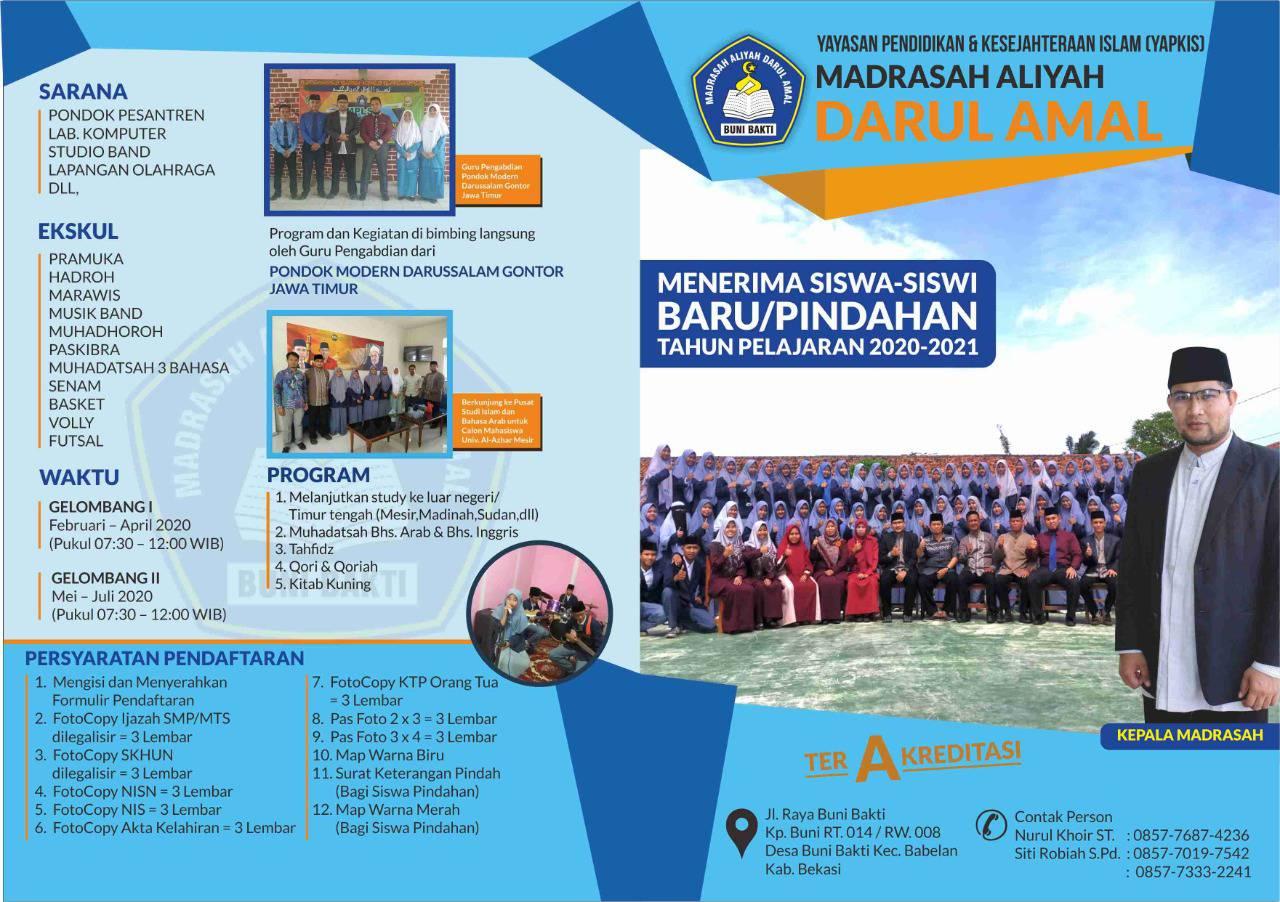 SARANA
PONDOK PESANTREN
LAB. KOMPUTER
STUDIO BAND
LAPANGAN OLAHRAGA
DLL,
EKSKUL
PRAMUKA
HADROH
MARAWIS
MUSIK BAND
MUHADHOROH
PASKIBRA
MUHADATSAH 3 BAHASA
SENAM
BASKET
VOLLY
FUTSAL
WAKTU
GELOMBANG I
Februari – April 2020
(Pukul 07:30 – 12:00 WIB)
GELOMBANG II
Mei – Juli 2020
(Pukul 07:30 – 12:00 WIB)
Guru Pengabdian
Pondok Modern
Darussalam Gontor
Jawa Timur
Program dan Kegiatan di bimbing langsung
oleh Guru Pengabdian dari
PONDOK MODERN DARUSSALAM GONTOR
JAWA TIMUR
Berkunjung ke Pusat
Studi Islam dan
Bahasa Arab untuk
Calon Mahasiswa
Univ. Al-Azhar Mesir
PROGRAM
1. Melanjutkan study ke luar negeri/
Timur tengah (Mesir,Madinah,Sudan,dll)
2. Muhadatsah Bhs. Arab & Bhs. Inggris
3. Tahfidz
4. Qori & Qoriah
5. Kitab Kuning
BUNI BAKTI
PERSYARATAN PENDAFTARAN
1. Mengisi dan Menyerahkan
Formulir Pendaftaran
2. FotoCopy Ijazah SMP/MTS
dilegalisir = 3 Lembar
3. FotoCopy SKHUN
dilegalisir = 3 Lembar
4. FotoCopy NISN = 3 Lembar
5. FotoCopy NIS = 3 Lembar
6. FotoCopy Akta Kelahiran = 3 Lembar
7. FotoCopy KTP Orang Tua
= 3 Lembar
8. Pas Foto 2 x 3 = 3 Lembar
9. Pas Foto 3 x 4 = 3 Lembar
10. Map Warna Biru
11. Surat Keterangan Pindah
(Bagi Siswa Pindahan)
12. Map Warna Merah
(Bagi Siswa Pindahan)
MADRASAH ALIYAH DARUL AMAL
BUNI BAKTI
YAYASAN PENDIDIKAN & KESEJAHTERAAN ISLAM (YAPKIS)
MADRASAH ALIYAH
DARUL AMAL
MENERIMA SISWA-SISWI
BARU/PINDAHAN
TAHUN PELAJARAN 2020-2021
KEPALA MADRASAH
TER A KREDITASI
Jl. Raya Buni Bakti
Kp. Buni RT. 014 / RW. 008
Desa Buni Bakti Kec. Babelan
Kab. Bekasi
Contak Person
Nurul Khoir ST. : 0857-7687-4236
Siti Robiah S.Pd. : 0857-7019-7542
: 0857-7333-2241